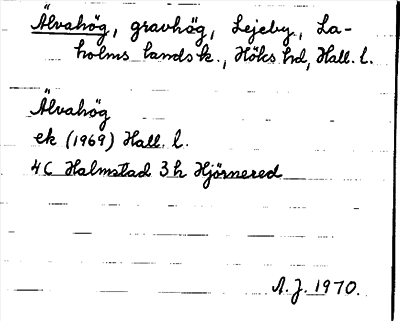 Älvahög, gravhög, Lejeby, La-
holms landsk., Höks hd, Hall. l.
Älvahög
ek (1969) Hall. l.
4C Halmstad 3h Hjörnered
A.J. 1970.